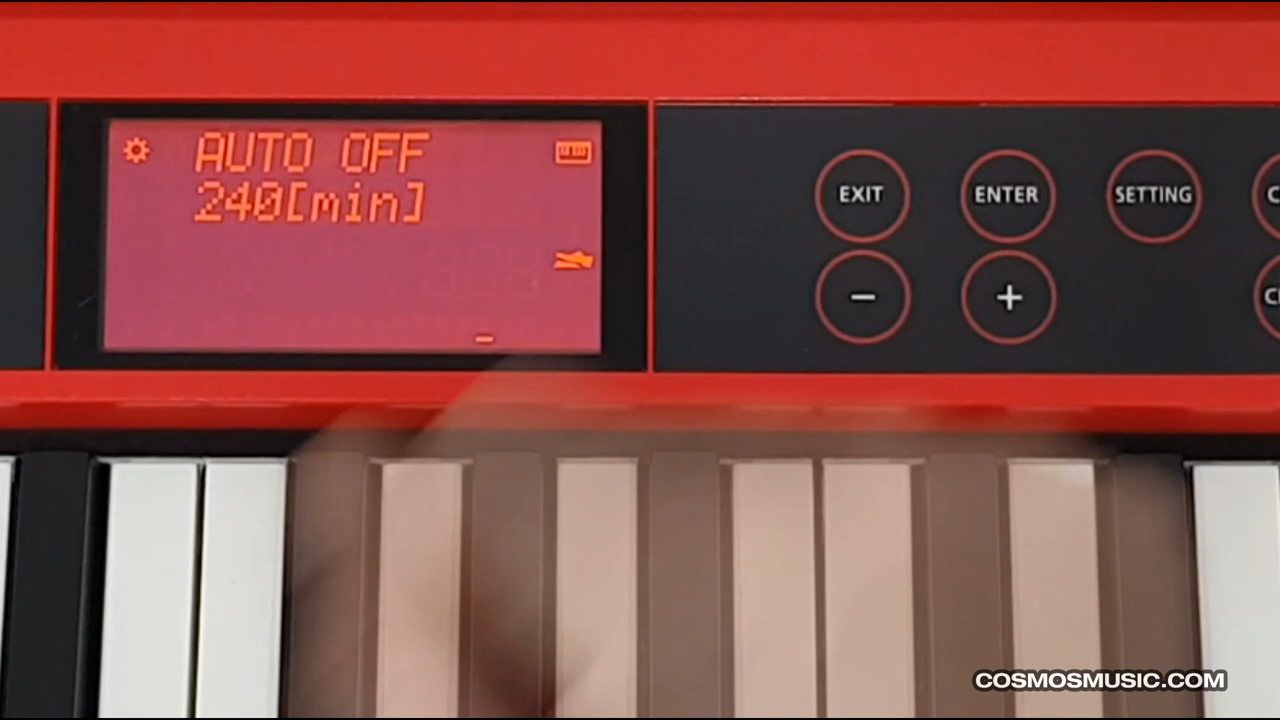 AUTO OFF
240[min]
EXIT
ENTER
SETTING
-
+
COSMOSMUSIC.COM